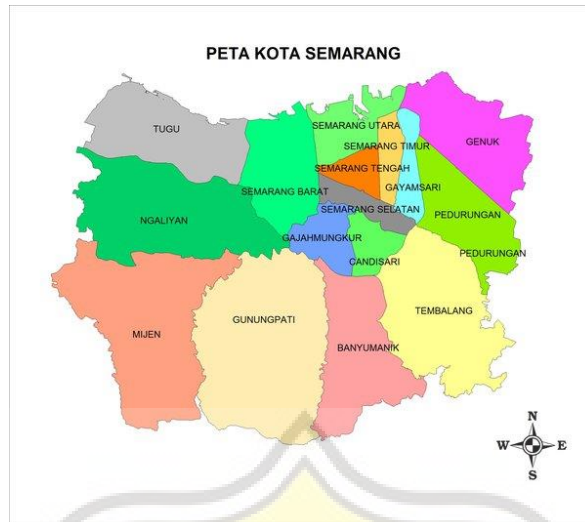 PETA KOTA SEMARANG
TUGU
SEMARANG UTARA
GENUK
SEMARANG TIMUR
SEMARANG TENGAH
SEMARANG BARAT
GAYAMSARI
NGALIYAN
SEMARANG SELATAN
PEDURUNGAN
GAJAHMUNGKUR
CANDISARI
PEDURUNGAN
MIJEN
GUNUNGPATI
TEMBALANG
BANYUMANIK
N
W E
S